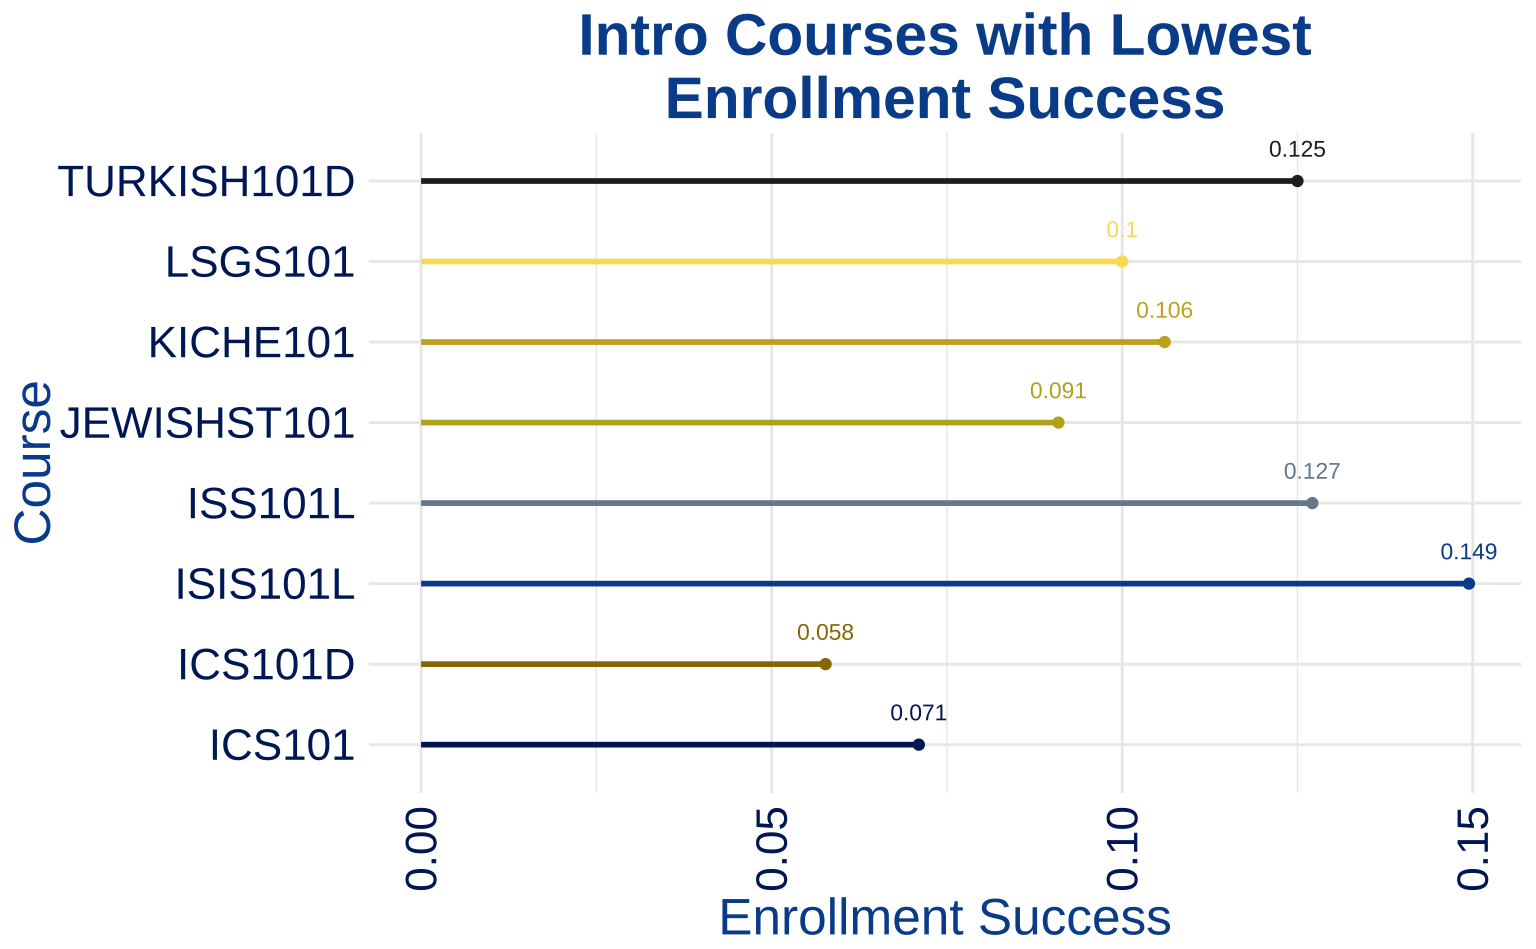 Intro Courses with Lowest
Enrollment Success
TURKISH101D
0.125
LSGS101
0.1
KICHE101
0.106
JEWISHST101
0.091
ISS101L
0.127
ISIS101L
0.149
ICS101D
0.058
ICS101
0.071
Course
0.00
0.05
0.10
0.15
Enrollment Success